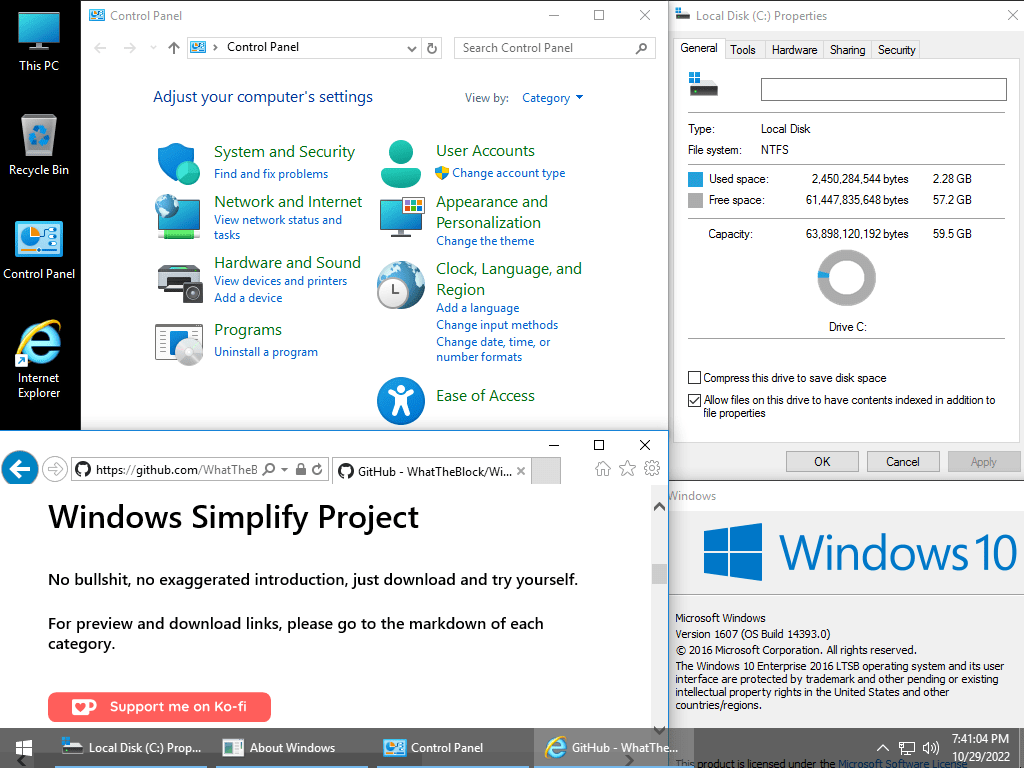 This PC
Recycle Bin
Control Panel
Internet
Explorer
Control Panel
Control Panel
Search Control Panel
Adjust your computer's settings
View by: Category
System and Security
Find and fix problems
Network and Internet
View network status and
tasks
Hardware and Sound
View devices and printers
Add a device
Programs
Uninstall a program
User Accounts
Change account type
Appearance and
Personalization
Change the theme
Clock, Language, and
Region
Add a language
Change input methods
Change date, time, or
number formats
Ease of Access
Local Disk (C:) Properties
General Tools Hardware Sharing Security
Type: Local Disk
File system: NTFS
Used space: 2,450,284,544 bytes 2.28 GB
Free space: 61,447,835,648 bytes 57.2 GB
Capacity: 63,898,120,192 bytes 59.5 GB
Drive C:
Compress this drive to save disk space
Allow files on this drive to have contents indexed in addition to
file properties
OK Cancel Apply
https://github.com/WhatTheB
GitHub - WhatTheBlock/Wi...
Windows Simplify Project
No bullshit, no exaggerated introduction, just download and try yourself.
For preview and download links, please go to the markdown of each
category.
Support me on Ko-fi
Windows
Windows 10
Microsoft Windows
Version 1607 (OS Build 14393.0)
© 2016 Microsoft Corporation. All rights reserved.
The Windows 10 Enterprise 2016 LTSB operating system and its user
interface are protected by trademark and other pending or existing
intellectual property rights in the United States and other
countries/regions.
This product is licensed under the Microsoft Software License
Local Disk (C:) Prop...
About Windows
Control Panel
GitHub - WhatThe...
7:41:04 PM
10/29/2022